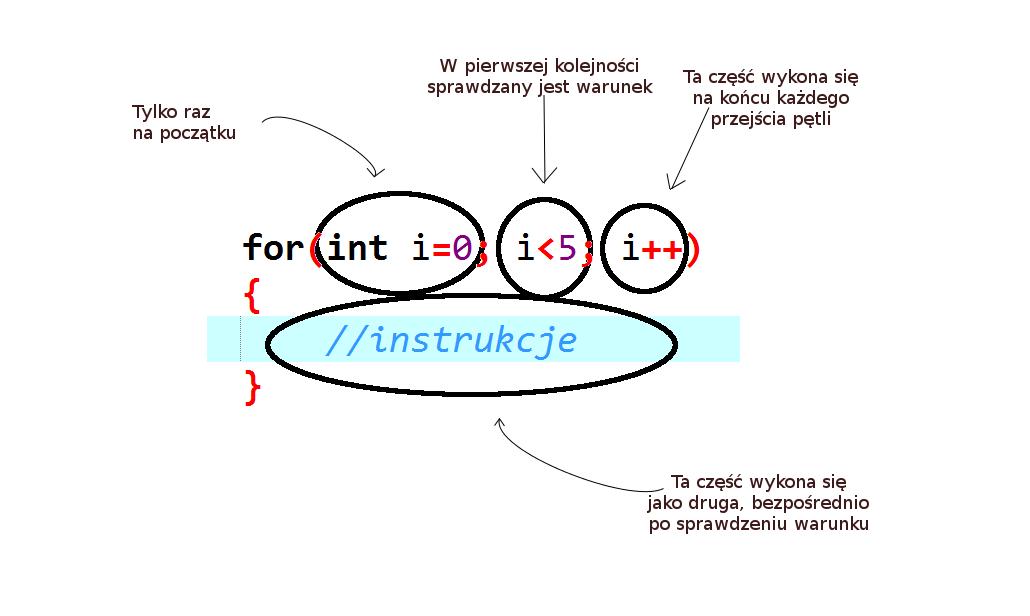 W pierwszej kolejności
sprawdzany jest warunek
Ta część wykona się
na końcu każdego
przejścia pętli
Tylko raz
na początku
for(int i=0; i<5; i++)
{
//instrukcje
}
Ta część wykona się
jako druga, bezpośrednio
po sprawdzeniu warunku